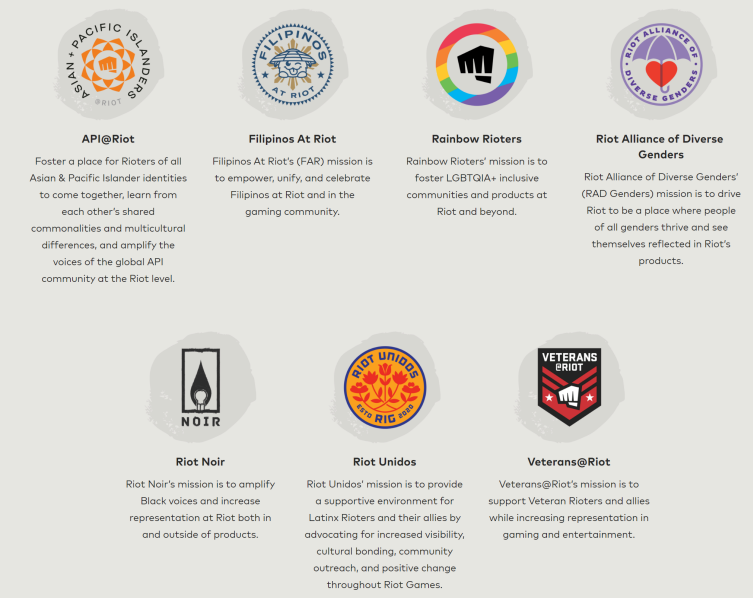 ASIAN + PACIFIC ISLANDERS
@RIOT
FILIPINOS
AT RIOT
RIOT ALLIANCE OF
DIVERSE GENDERS
API@Riot
Foster a place for Rioters of all
Asian & Pacific Islander identities
to come together, learn from
each other's shared
commonalities and multicultural
differences, and amplify the
voices of the global API
community at the Riot level.
Filipinos At Riot
Filipinos At Riot's (FAR) mission is
to empower, unify, and celebrate
Filipinos at Riot and in the
gaming community.
Rainbow Rioters
Rainbow Rioters' mission is to
foster LGBTQIA+ inclusive
communities and products at
Riot and beyond.
Riot Alliance of Diverse
Genders
Riot Alliance of Diverse Genders'
(RAD Genders) mission is to drive
Riot to be a place where people
of all genders thrive and see
themselves reflected in Riot's
products.
NOIR
RIOT UNIDOS
ESTD RIG 2020
VETERANS
@RIOT
Riot Noir
Riot Noir's mission is to amplify
Black voices and increase
representation at Riot both in
and outside of products.
Riot Unidos
Riot Unidos' mission is to provide
a supportive environment for
Latinx Rioters and their allies by
advocating for increased visibility,
cultural bonding, community
outreach, and positive change
throughout Riot Games.
Veterans@Riot
Veterans@Riot's mission is to
support Veteran Rioters and allies
while increasing representation in
gaming and entertainment.